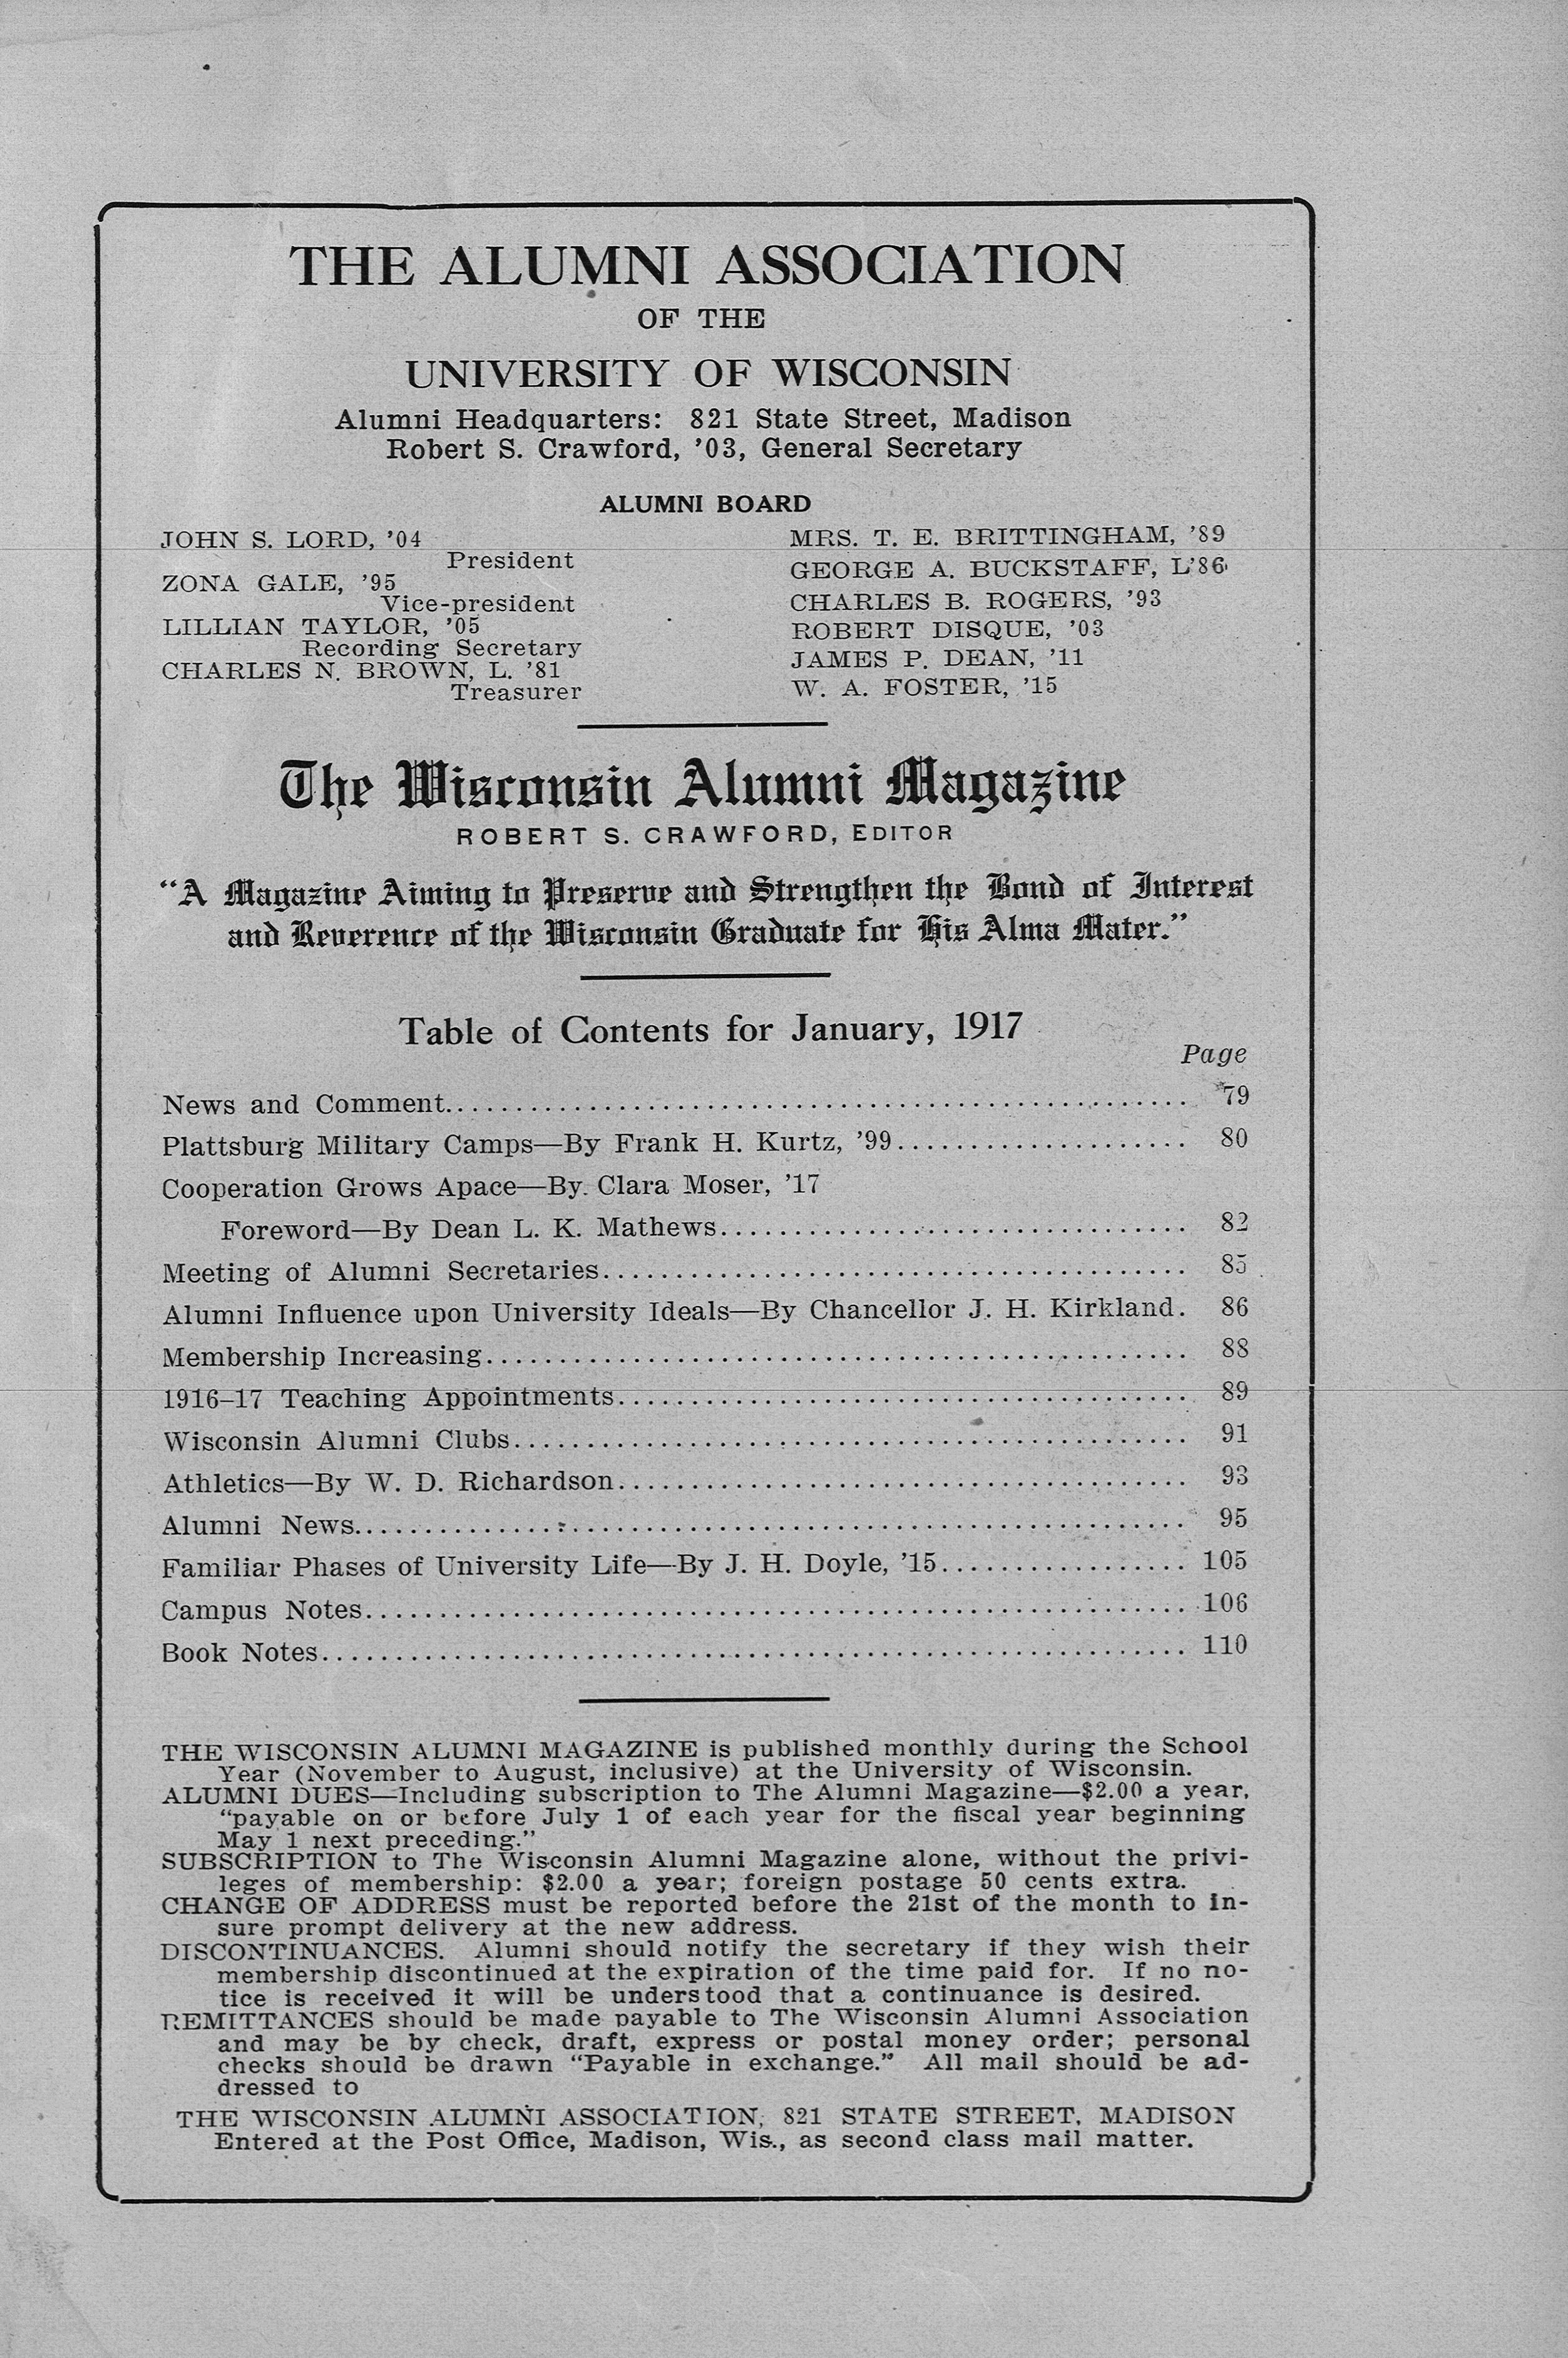 THE ALUMNI ASSOCIATION
OF THE
UNIVERSITY OF WISCONSIN
Alumni Headquarters: 821 State Street, Madison
Robert S. Crawford, '03, General Secretary
ALUMNI BOARD
JOHN S. LORD, '04
President
ZONA GALE, '95
Vice-president
LILLIAN TAYLOR, '05
Recording Secretary
CHARLES N. BROWN, L. '81
Treasurer
MRS. T. E. BRITTINGHAM, '89
GEORGE A. BUCKSTAFF, L'86
CHARLES B. ROGERS, '93
ROBERT DISQUE, '03
JAMES P. DEAN, '11
W. A. FOSTER, '15
The Wisconsin Alumni Magazine
ROBERT S. CRAWFORD, EDITOR
"A Magazine Aiming to Preserve and Strengthen the Bond of Interest
and Reverence of the Wisconsin Graduate for His Alma Mater."
Table of Contents for January, 1917
Page
News and Comment.................................................. 79
Plattsburg Military Camps—By Frank H. Kurtz, '99.................... 80
Cooperation Grows Apace—By Clara Moser, '17
Foreword—By Dean L. K. Mathews................................ 82
Meeting of Alumni Secretaries........................................ 85
Alumni Influence upon University Ideals—By Chancellor J. H. Kirkland. 86
Membership Increasing................................................ 88
1916–17 Teaching Appointments....................................... 89
Wisconsin Alumni Clubs.............................................. 91
Athletics—By W. D. Richardson....................................... 93
Alumni News......................................................... 95
Familiar Phases of University Life—By J. H. Doyle, '15................. 105
Campus Notes........................................................ 106
Book Notes........................................................... 110
THE WISCONSIN ALUMNI MAGAZINE is published monthly during the School
Year (November to August, inclusive) at the University of Wisconsin.
ALUMNI DUES—Including subscription to The Alumni Magazine—$2.00 a year,
"payable on or before July 1 of each year for the fiscal year beginning
May 1 next preceding."
SUBSCRIPTION to The Wisconsin Alumni Magazine alone, without the privi-
leges of membership: $2.00 a year; foreign postage 50 cents extra.
CHANGE OF ADDRESS must be reported before the 21st of the month to in-
sure prompt delivery at the new address.
DISCONTINUANCES. Alumni should notify the secretary if they wish their
membership discontinued at the expiration of the time paid for. If no no-
tice is received it will be understood that a continuance is desired.
REMITTANCES should be made payable to The Wisconsin Alumni Association
and may be by check, draft, express or postal money order; personal
checks should be drawn "Payable in exchange." All mail should be ad-
dressed to
THE WISCONSIN ALUMNI ASSOCIATION, 821 STATE STREET, MADISON
Entered at the Post Office, Madison, Wis., as second class mail matter.